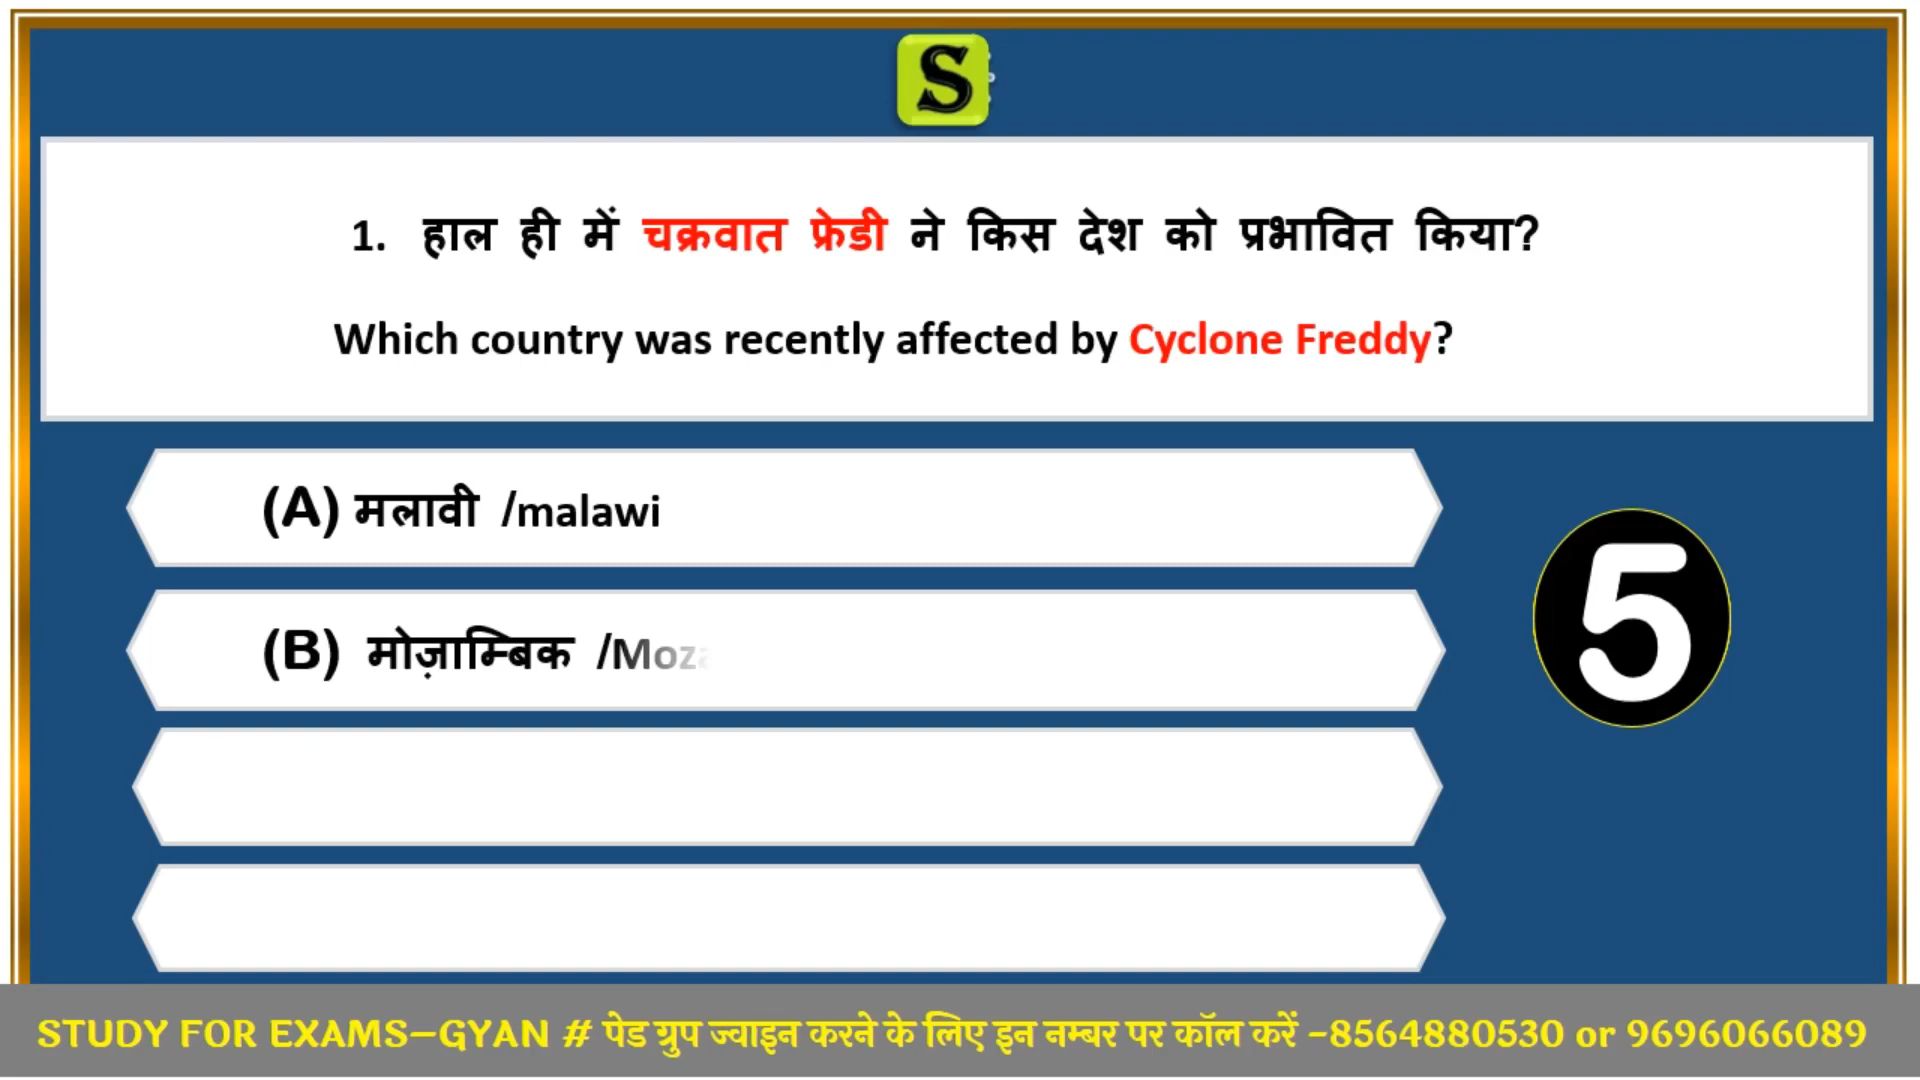 S
1. हाल ही में चक्रवात फ्रेडी ने किस देश को प्रभावित किया?
Which country was recently affected by Cyclone Freddy?
(A) मलावी /malawi
(B) मोज़ाम्बिक /Moz
5
STUDY FOR EXAMS-GYAN # पेड ग्रुप ज्वाइन करने के लिए इन नम्बर पर कॉल करें -8564880530 or 9696066089